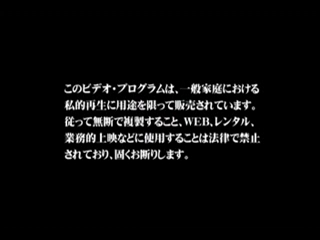 このビデオ・プログラムは、一般家庭における
私的再生に用途を限って販売されています。
従って無断で複製すること、WEB、レンタル、
業務的上映などに使用することは法律で禁止
されており、固くお断りします。